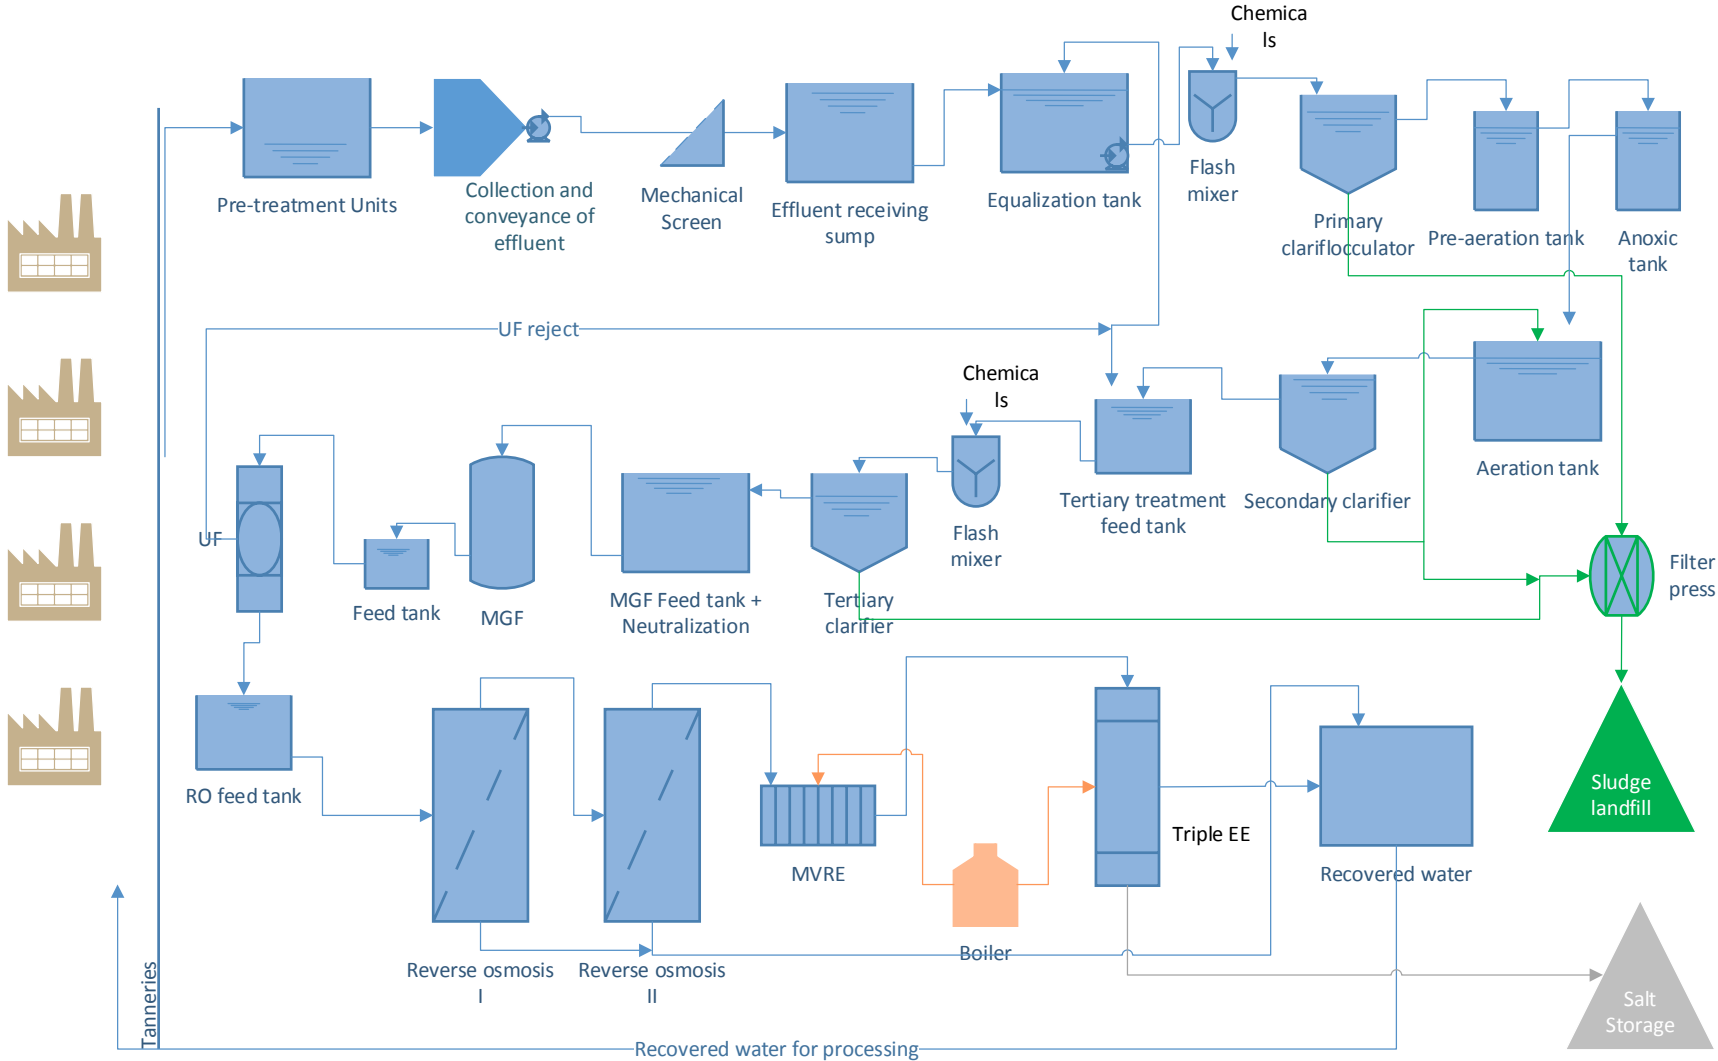 Chemica
ls
Pre-treatment Units
Collection and
conveyance of
effluent
Mechanical
Screen
Effluent receiving
sump
Equalization tank
Flash
mixer
Primary
clariflocculator
Pre-aeration tank
Anoxic
tank
UF reject
Chemica
ls
UF
Feed tank
MGF
MGF Feed tank +
Neutralization
Tertiary
clarifier
Flash
mixer
Tertiary treatment
feed tank
Secondary clarifier
Aeration tank
Filter
press
RO feed tank
Reverse osmosis
I
Reverse osmosis
II
MVRE
Boiler
Triple EE
Recovered water
Sludge
landfill
Salt
Storage
Tanneries
Recovered water for processing